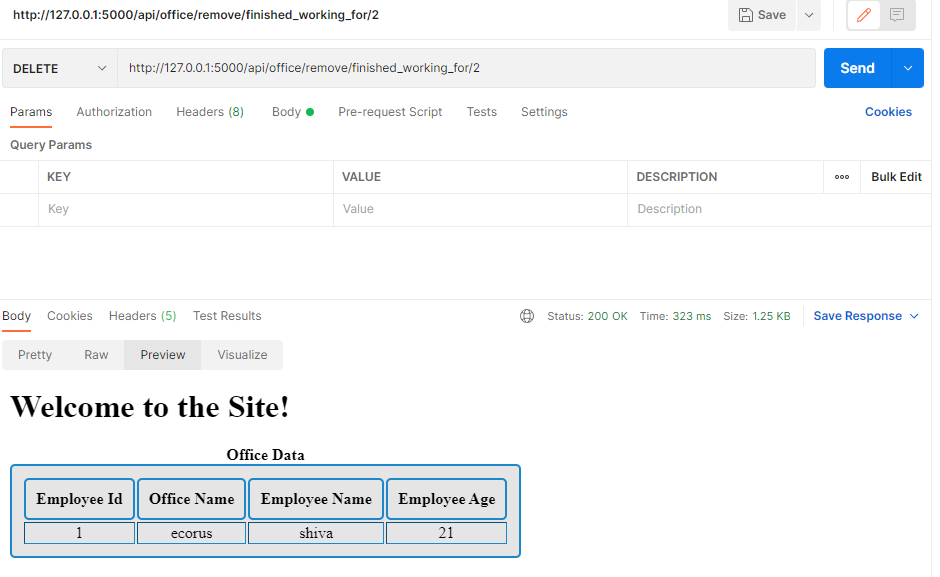 http://127.0.0.1:5000/api/office/remove/finished_working_for/2 Save
DELETE http://127.0.0.1:5000/api/office/remove/finished_working_for/2 Send
Params Authorization Headers (8) Body Pre-request Script Tests Settings Cookies
Query Params
KEY VALUE DESCRIPTION Bulk Edit
Key Value Description
Body Cookies Headers (5) Test Results Status: 200 OK Time: 323 ms Size: 1.25 KB Save Response
Pretty Raw Preview Visualize
Welcome to the Site!
Office Data
Employee Id Office Name Employee Name Employee Age
1 ecorus shiva 21